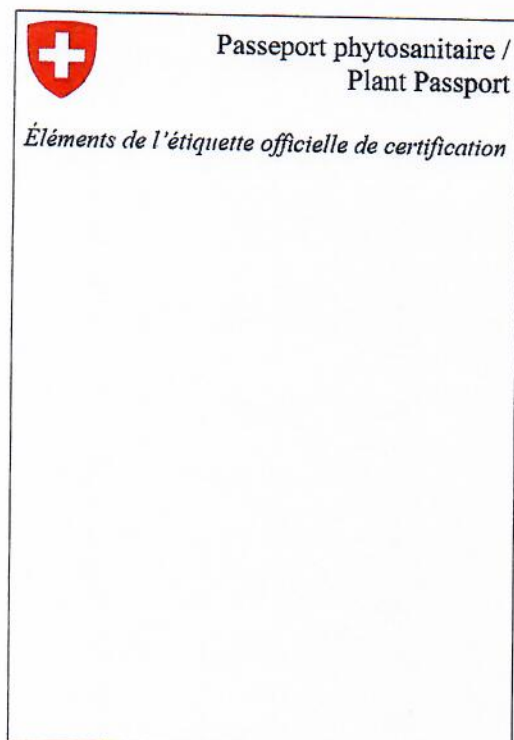 Passeport phytosanitaire /
Plant Passport
Éléments de l'étiquette officielle de certification